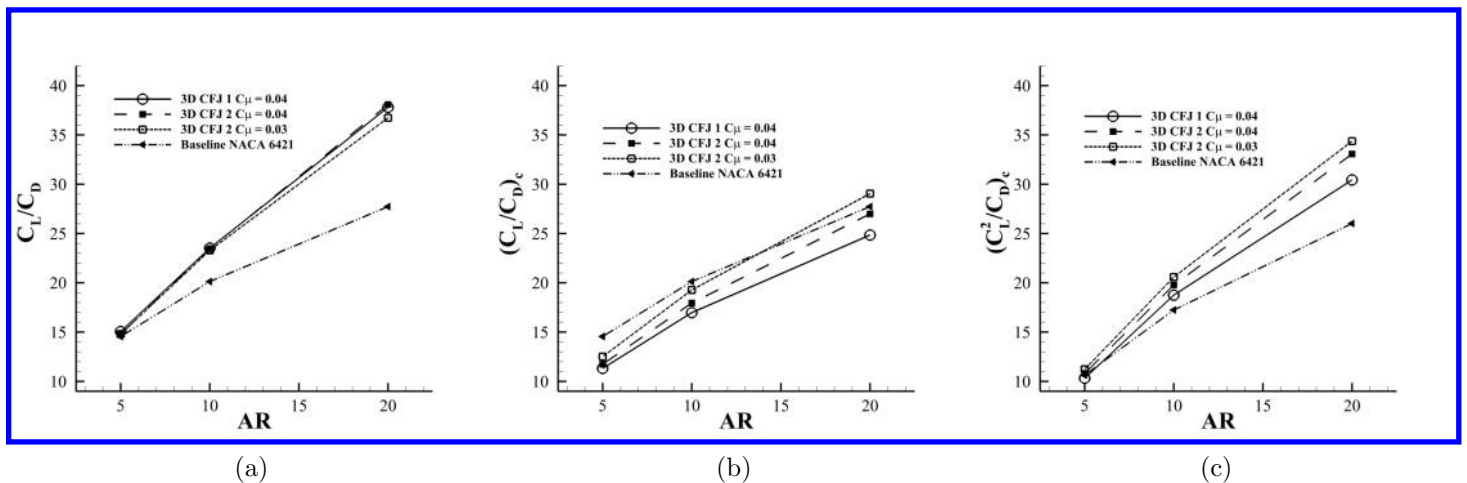 40
35
30
25
20
15
10
5 10 15 20
C_L/C_D
AR
3D CFJ 1 Cμ = 0.04
3D CFJ 2 Cμ = 0.04
3D CFJ 2 Cμ = 0.03
Baseline NACA 6421
(a)
40
35
30
25
20
15
10
5 10 15 20
(C_L/C_D)_c
AR
3D CFJ 1 Cμ = 0.04
3D CFJ 2 Cμ = 0.04
3D CFJ 2 Cμ = 0.03
Baseline NACA 6421
(b)
40
35
30
25
20
15
10
5 10 15 20
(C_L^2/C_D)_c
AR
3D CFJ 1 Cμ = 0.04
3D CFJ 2 Cμ = 0.04
3D CFJ 2 Cμ = 0.03
Baseline NACA 6421
(c)